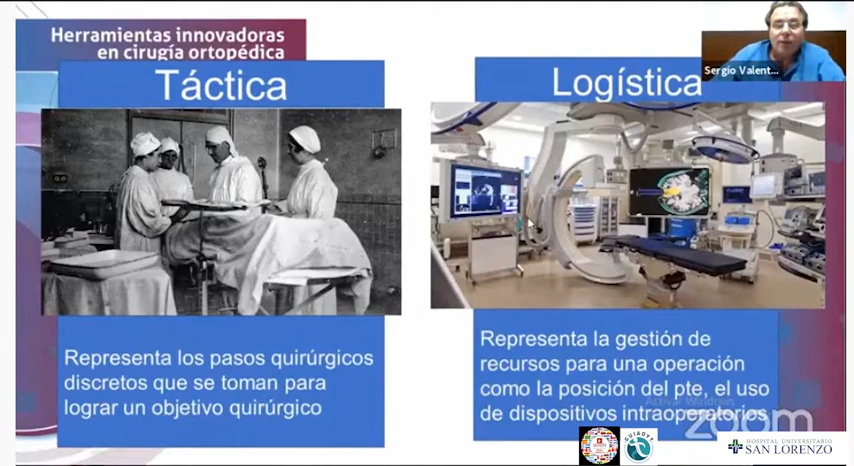 Herramientas innovadoras
en cirugía ortopédica
Táctica
Logística
Sergio Valent...
Representa los pasos quirúrgicos
discretos que se toman para
lograr un objetivo quirúrgico
Representa la gestión de
recursos para una operación
como la posición del pte, el uso
de dispositivos intraoperatorios
Activar Windows
zoom
GUIAOYT
HOSPITAL UNIVERSITARIO
SAN LORENZO